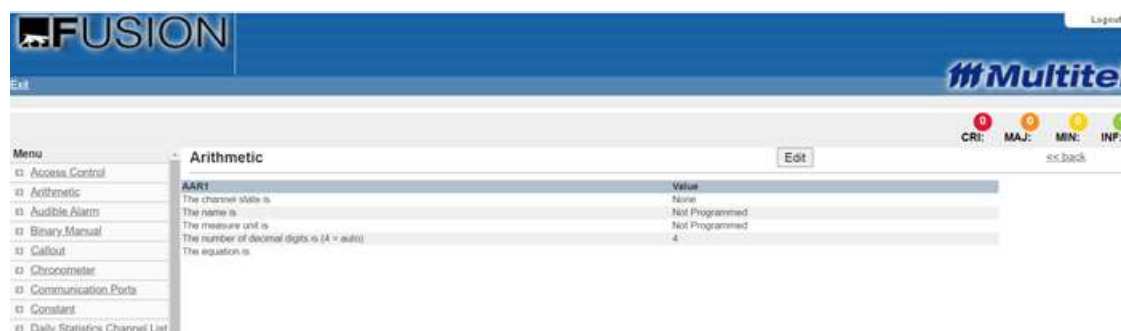 FUSION
Logout
Exit
Multitel
0 0 0
CRI: MAJ: MIN: INF:
Menu
Arithmetic Edit << back
Access Control
Arithmetic
Audible Alarm
Binary Manual
Callout
Chronometer
Communication Ports
Constant
Daily Statistics Channel List
AAR1 Value
The channel state is None
The name is Not Programmed
The measure unit is Not Programmed
The number of decimal digits is (4 = auto) 4
The equation is